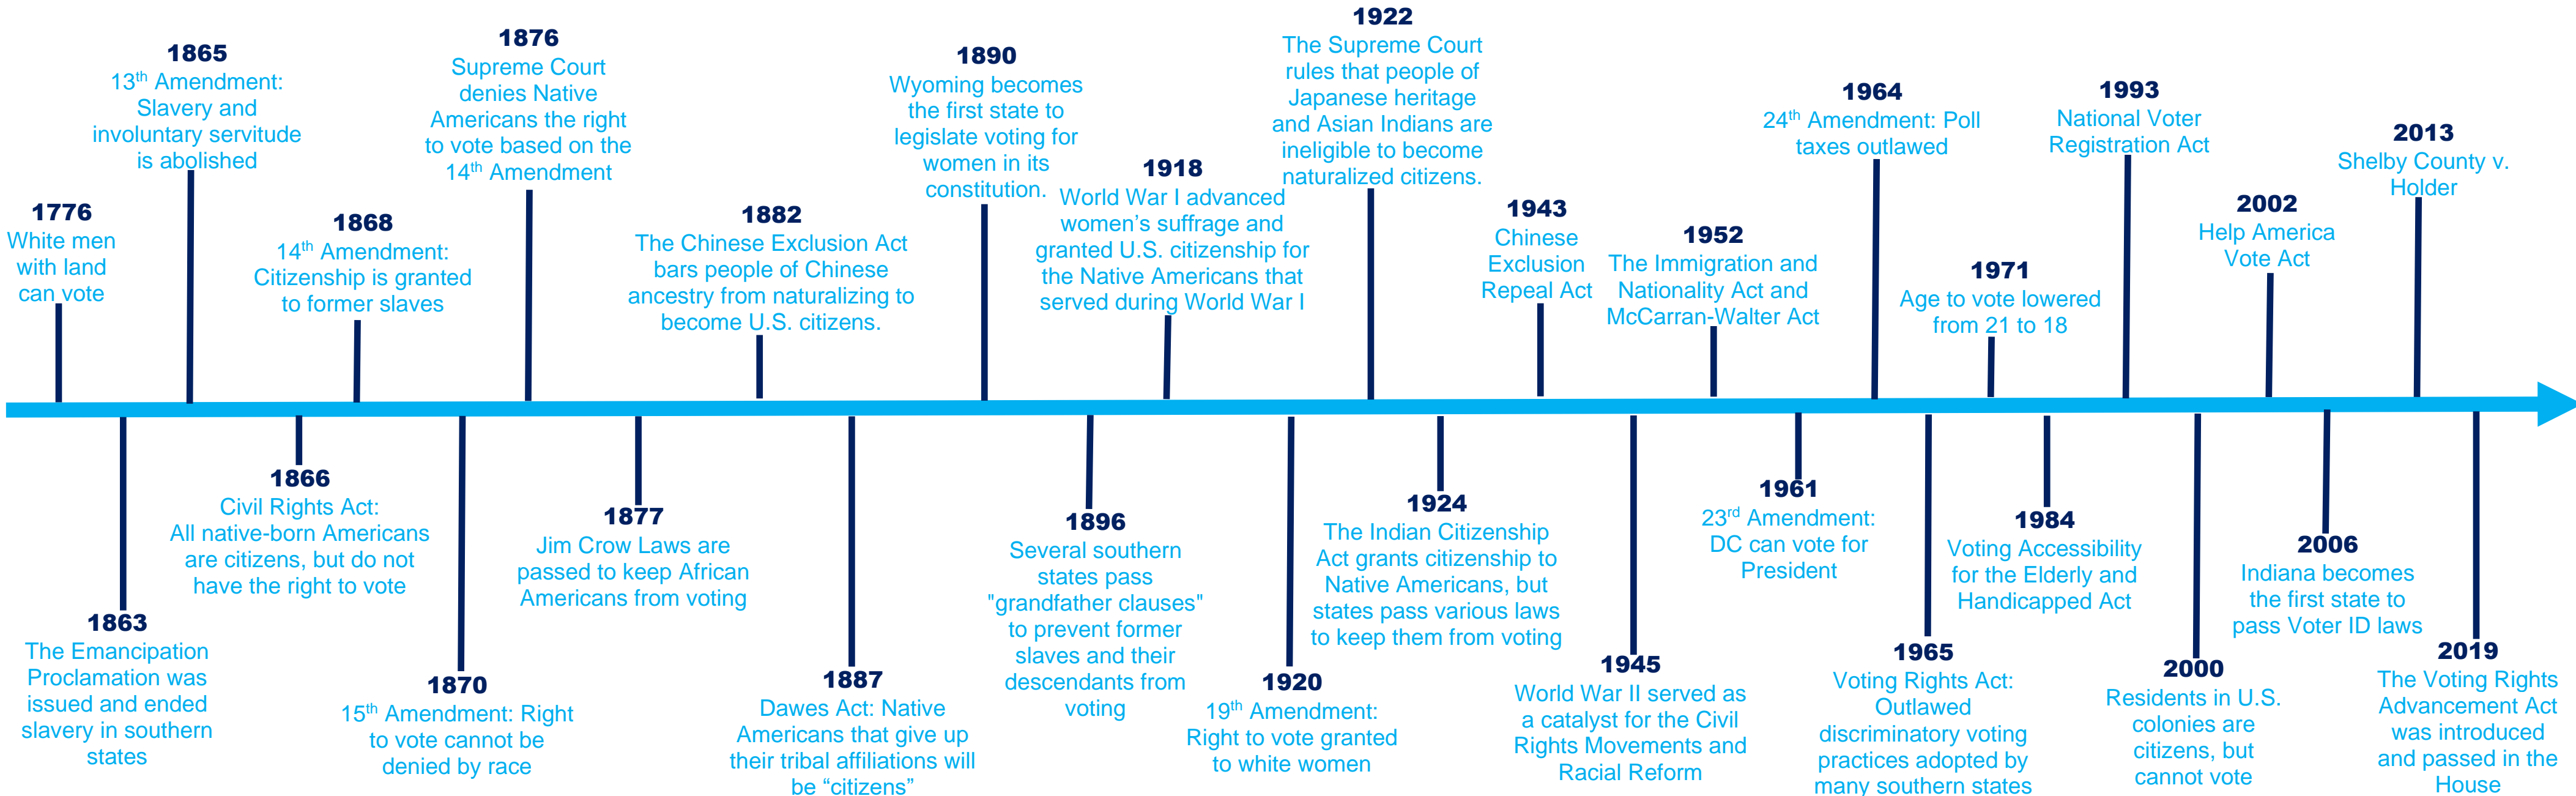 1776
White men
with land
can vote
1863
The Emancipation
Proclamation was
issued and ended
slavery in southern
states
1865
13th Amendment:
Slavery and
involuntary servitude
is abolished
1866
Civil Rights Act:
All native-born Americans
are citizens, but do not
have the right to vote
1868
14th Amendment:
Citizenship is granted
to former slaves
1870
15th Amendment: Right
to vote cannot be
denied by race
1876
Supreme Court
denies Native
Americans the right
to vote based on the
14th Amendment
1877
Jim Crow Laws are
passed to keep African
Americans from voting
1882
The Chinese Exclusion Act
bars people of Chinese
ancestry from naturalizing to
become U.S. citizens.
1887
Dawes Act: Native
Americans that give up
their tribal affiliations will
be “citizens”
1890
Wyoming becomes
the first state to
legislate voting for
women in its
constitution.
1896
Several southern
states pass
"grandfather clauses"
to prevent former
slaves and their
descendants from
voting
1918
World War I advanced
women’s suffrage and
granted U.S. citizenship for
the Native Americans that
served during World War I
1920
19th Amendment:
Right to vote granted
to white women
1922
The Supreme Court
rules that people of
Japanese heritage
and Asian Indians are
ineligible to become
naturalized citizens.
1924
The Indian Citizenship
Act grants citizenship to
Native Americans, but
states pass various laws
to keep them from voting
1943
Chinese
Exclusion
Repeal Act
1945
World War II served as
a catalyst for the Civil
Rights Movements and
Racial Reform
1952
The Immigration and
Nationality Act and
McCarran-Walter Act
1961
23rd Amendment:
DC can vote for
President
1964
24th Amendment: Poll
taxes outlawed
1965
Voting Rights Act:
Outlawed
discriminatory voting
practices adopted by
many southern states
1971
Age to vote lowered
from 21 to 18
1984
Voting Accessibility
for the Elderly and
Handicapped Act
1993
National Voter
Registration Act
2000
Residents in U.S.
colonies are
citizens, but
cannot vote
2002
Help America
Vote Act
2006
Indiana becomes
the first state to
pass Voter ID laws
2013
Shelby County v.
Holder
2019
The Voting Rights
Advancement Act
was introduced
and passed in the
House